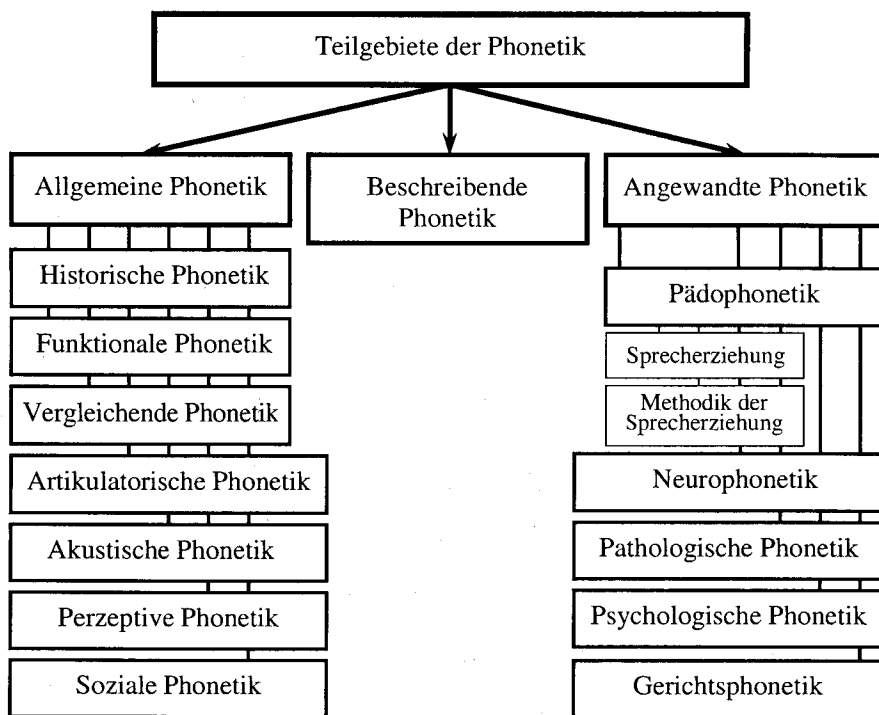 Teilgebiete der Phonetik
Allgemeine Phonetik
Beschreibende
Phonetik
Angewandte Phonetik
Historische Phonetik
Funktionale Phonetik
Vergleichende Phonetik
Artikulatorische Phonetik
Akustische Phonetik
Perzeptive Phonetik
Soziale Phonetik
Pädophonetik
Sprecherziehung
Methodik der
Sprecherziehung
Neurophonetik
Pathologische Phonetik
Psychologische Phonetik
Gerichtsphonetik